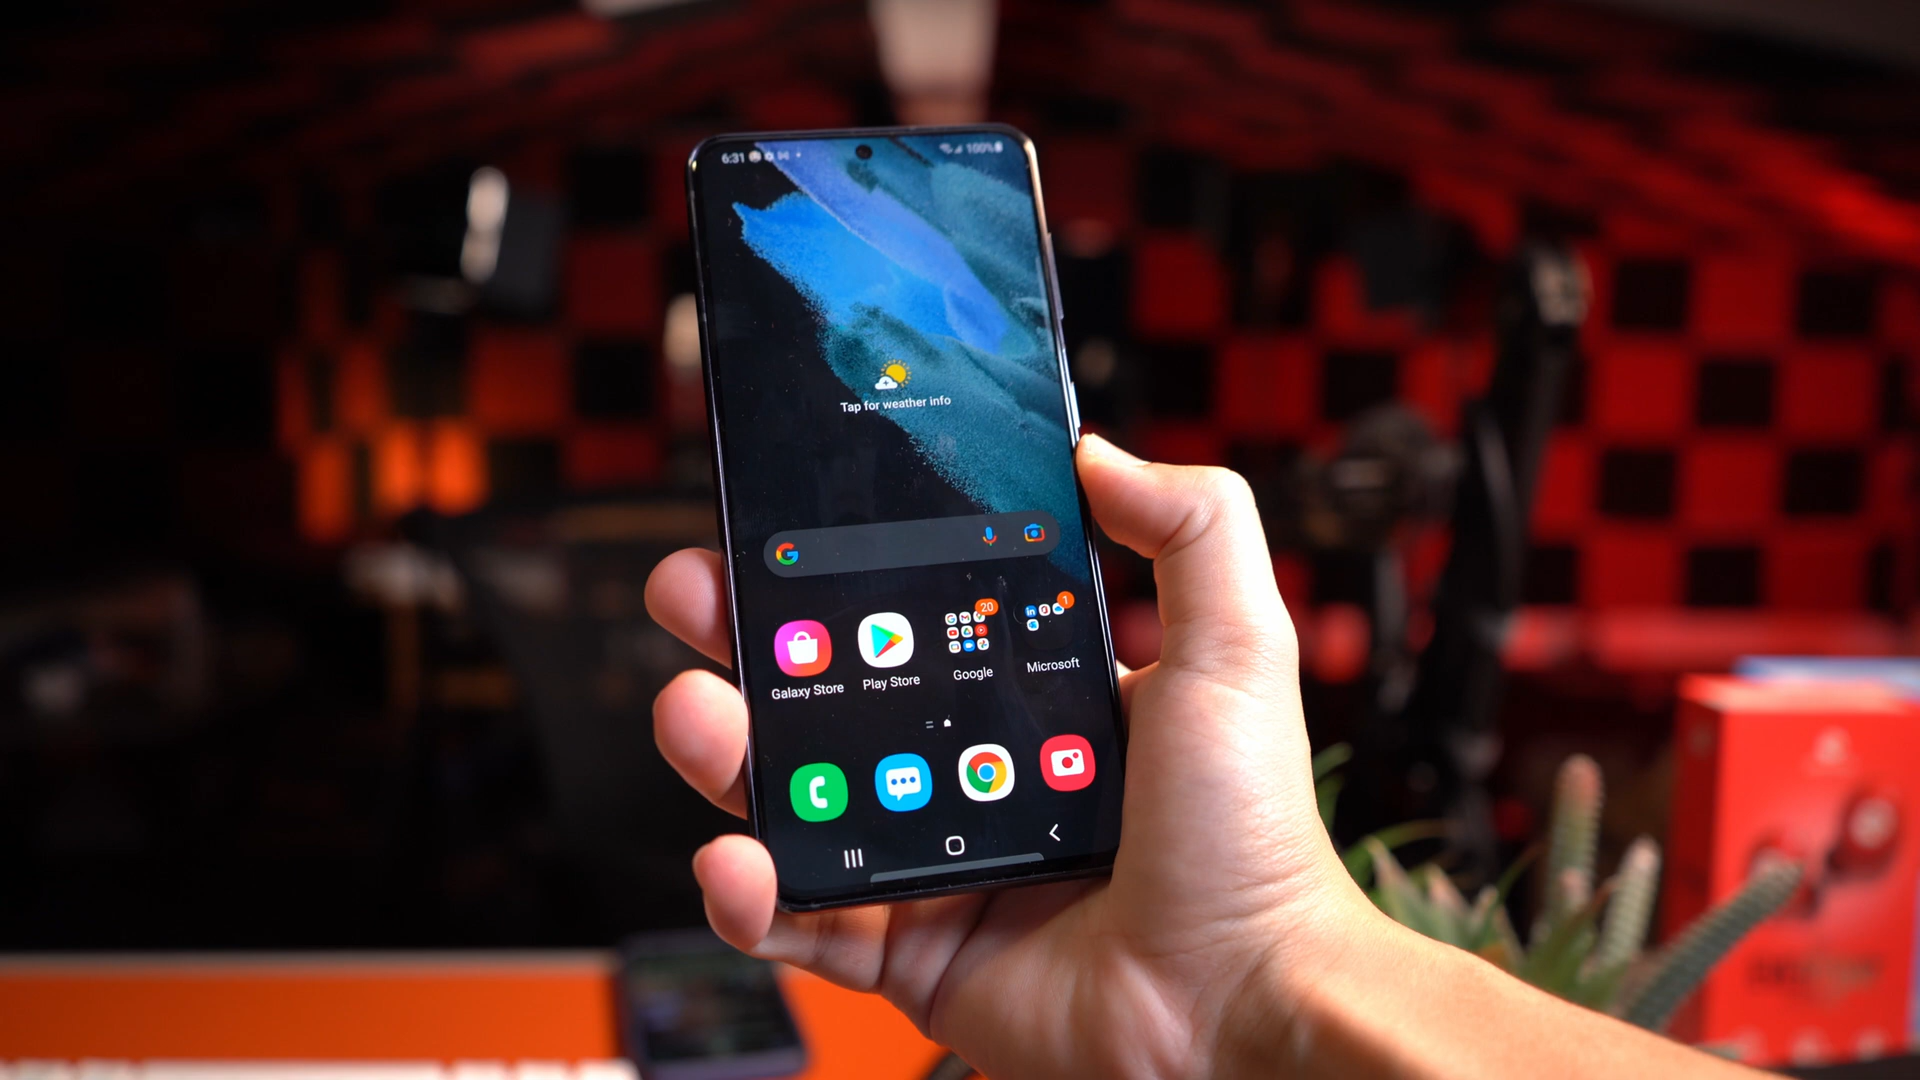 6:31
100%
Tap for weather info
20
1
Galaxy Store
Play Store
Google
Microsoft